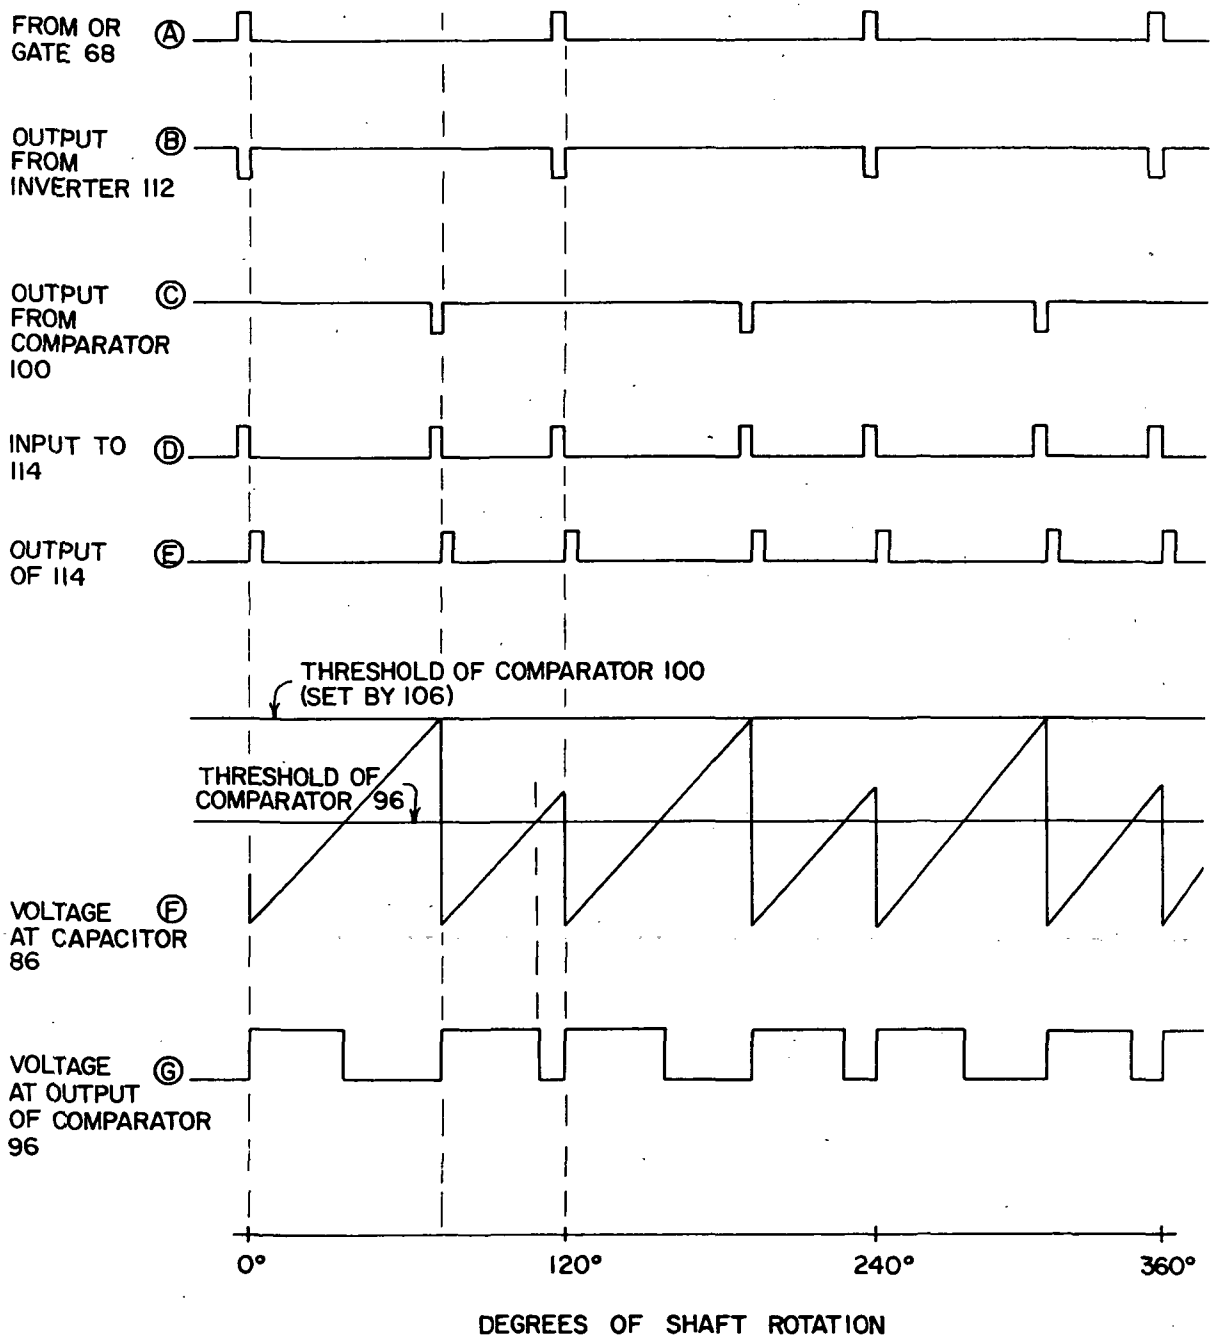 FROM OR Ⓐ
GATE 68
OUTPUT Ⓑ
FROM
INVERTER 112
OUTPUT Ⓒ
FROM
COMPARATOR
100
INPUT TO Ⓓ
114
OUTPUT Ⓔ
OF 114
THRESHOLD OF COMPARATOR 100
(SET BY 106)
THRESHOLD OF
COMPARATOR 96
VOLTAGE Ⓕ
AT CAPACITOR
86
VOLTAGE Ⓖ
AT OUTPUT
OF COMPARATOR
96
0° 120° 240° 360°
DEGREES OF SHAFT ROTATION